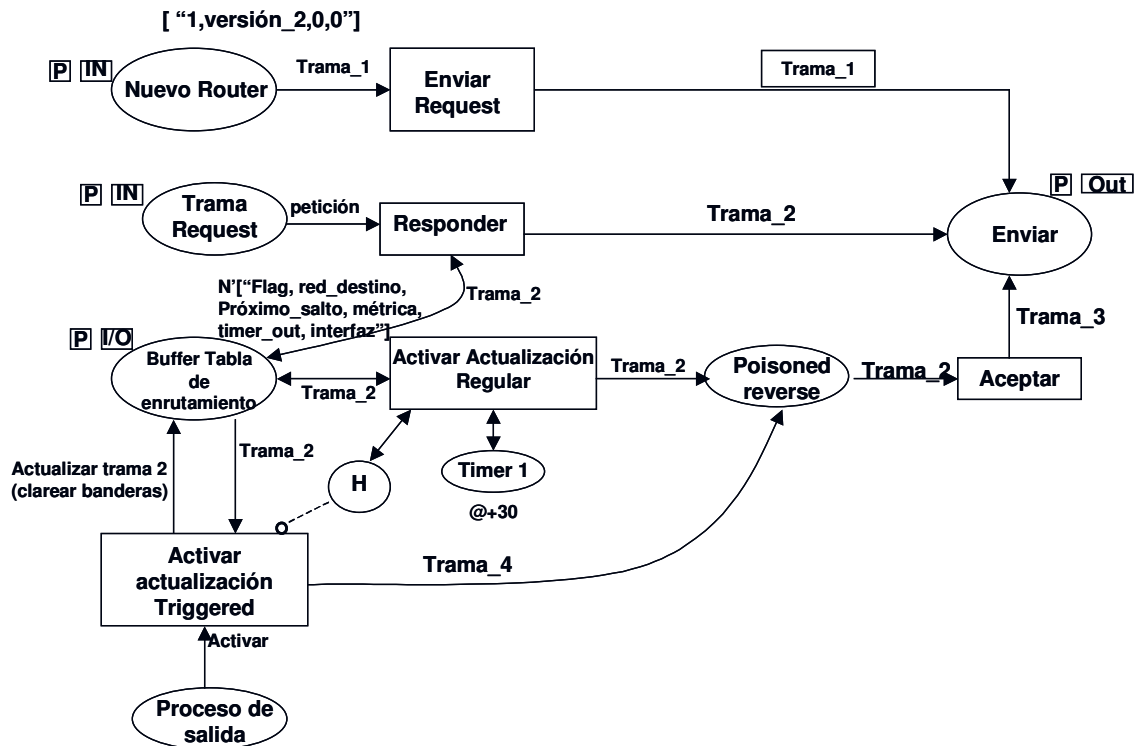 [ “1,versión_2,0,0”]
P IN
Nuevo Router
Trama_1
Enviar
Request
Trama_1
P IN
Trama
Request
petición
Responder
Trama_2
P Out
Enviar
N’[“Flag, red_destino,
Próximo_salto, métrica,
timer_out, interfaz”]
Trama_2
Trama_3
P I/O
Buffer Tabla
de
enrutamiento
Trama_2
Activar Actualización
Regular
Trama_2
Poisoned
reverse
Trama_2
Aceptar
Actualizar trama 2
(clarear banderas)
Trama_2
H
Timer 1
@+30
Activar
actualización
Triggered
Trama_4
Activar
Proceso de
salida